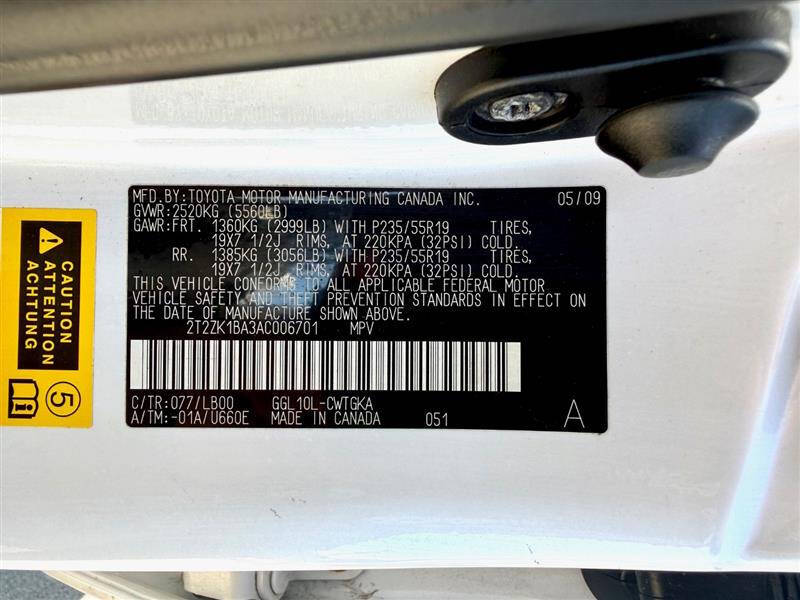 MFD.BY:TOYOTA MOTOR MANUFACTURING CANADA INC. 05/09
GVWR:2520KG (5560LB)
GAWR:FRT. 1360KG (2999LB) WITH P235/55R19 TIRES,
19X7 1/2J RIMS, AT 220KPA (32PSI) COLD.
RR. 1385KG (3056LB) WITH P235/55R19 TIRES,
19X7 1/2J RIMS, AT 220KPA (32PSI) COLD.
THIS VEHICLE CONFORMS TO ALL APPLICABLE FEDERAL MOTOR
VEHICLE SAFETY AND THEFT PREVENTION STANDARDS IN EFFECT ON
THE DATE OF MANUFACTURE SHOWN ABOVE.
2T2ZK1BA3AC006701 MPV
C/TR:077/LB00 GGL10L-CWTGKA
A/TM:-01A/U660E MADE IN CANADA 051 A
CAUTION
ATTENTION
ACHTUNG
5